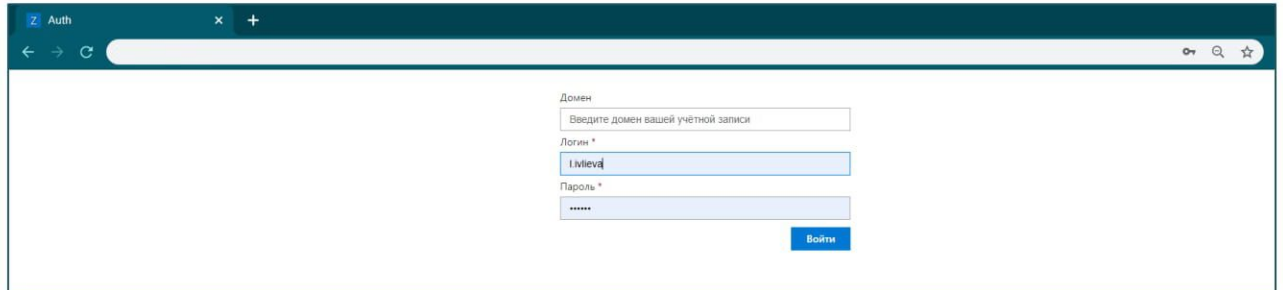 Z Auth
Домен
Введите домен вашей учётной записи
Логин *
l.ivlieva
Пароль *
••••••
Войти